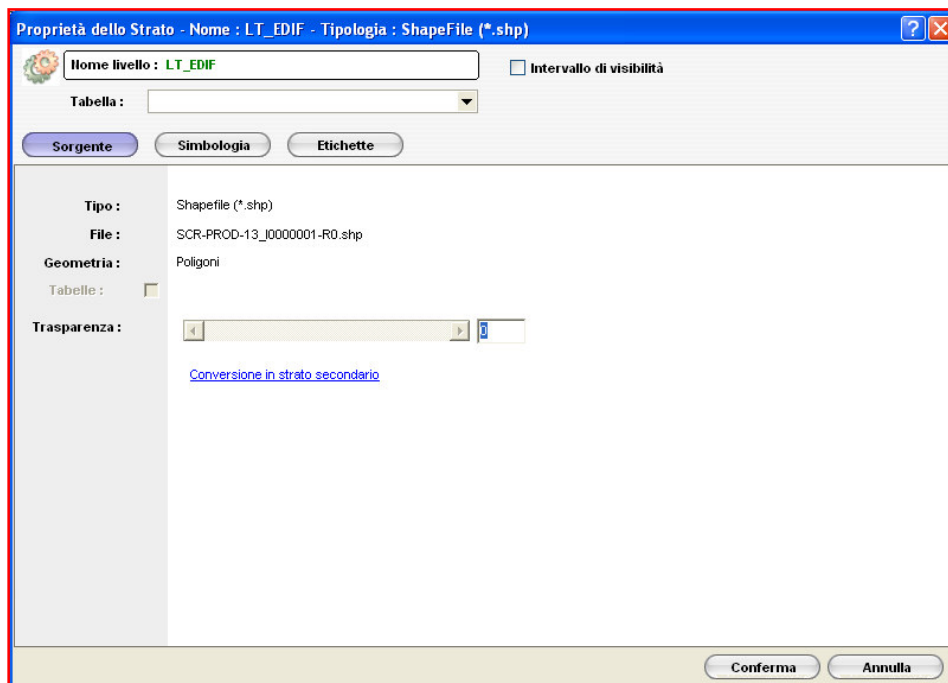 Proprietà dello Strato - Nome : LT_EDIF - Tipologia : ShapeFile (*.shp)
Nome livello : LT_EDIF
Intervallo di visibilità
Tabella :
Sorgente Simbologia Etichette
Tipo : Shapefile (*.shp)
File : SCR-PROD-13_I0000001-R0.shp
Geometria : Poligoni
Tabelle :
Trasparenza : 0
Conversione in strato secondario
Conferma Annulla